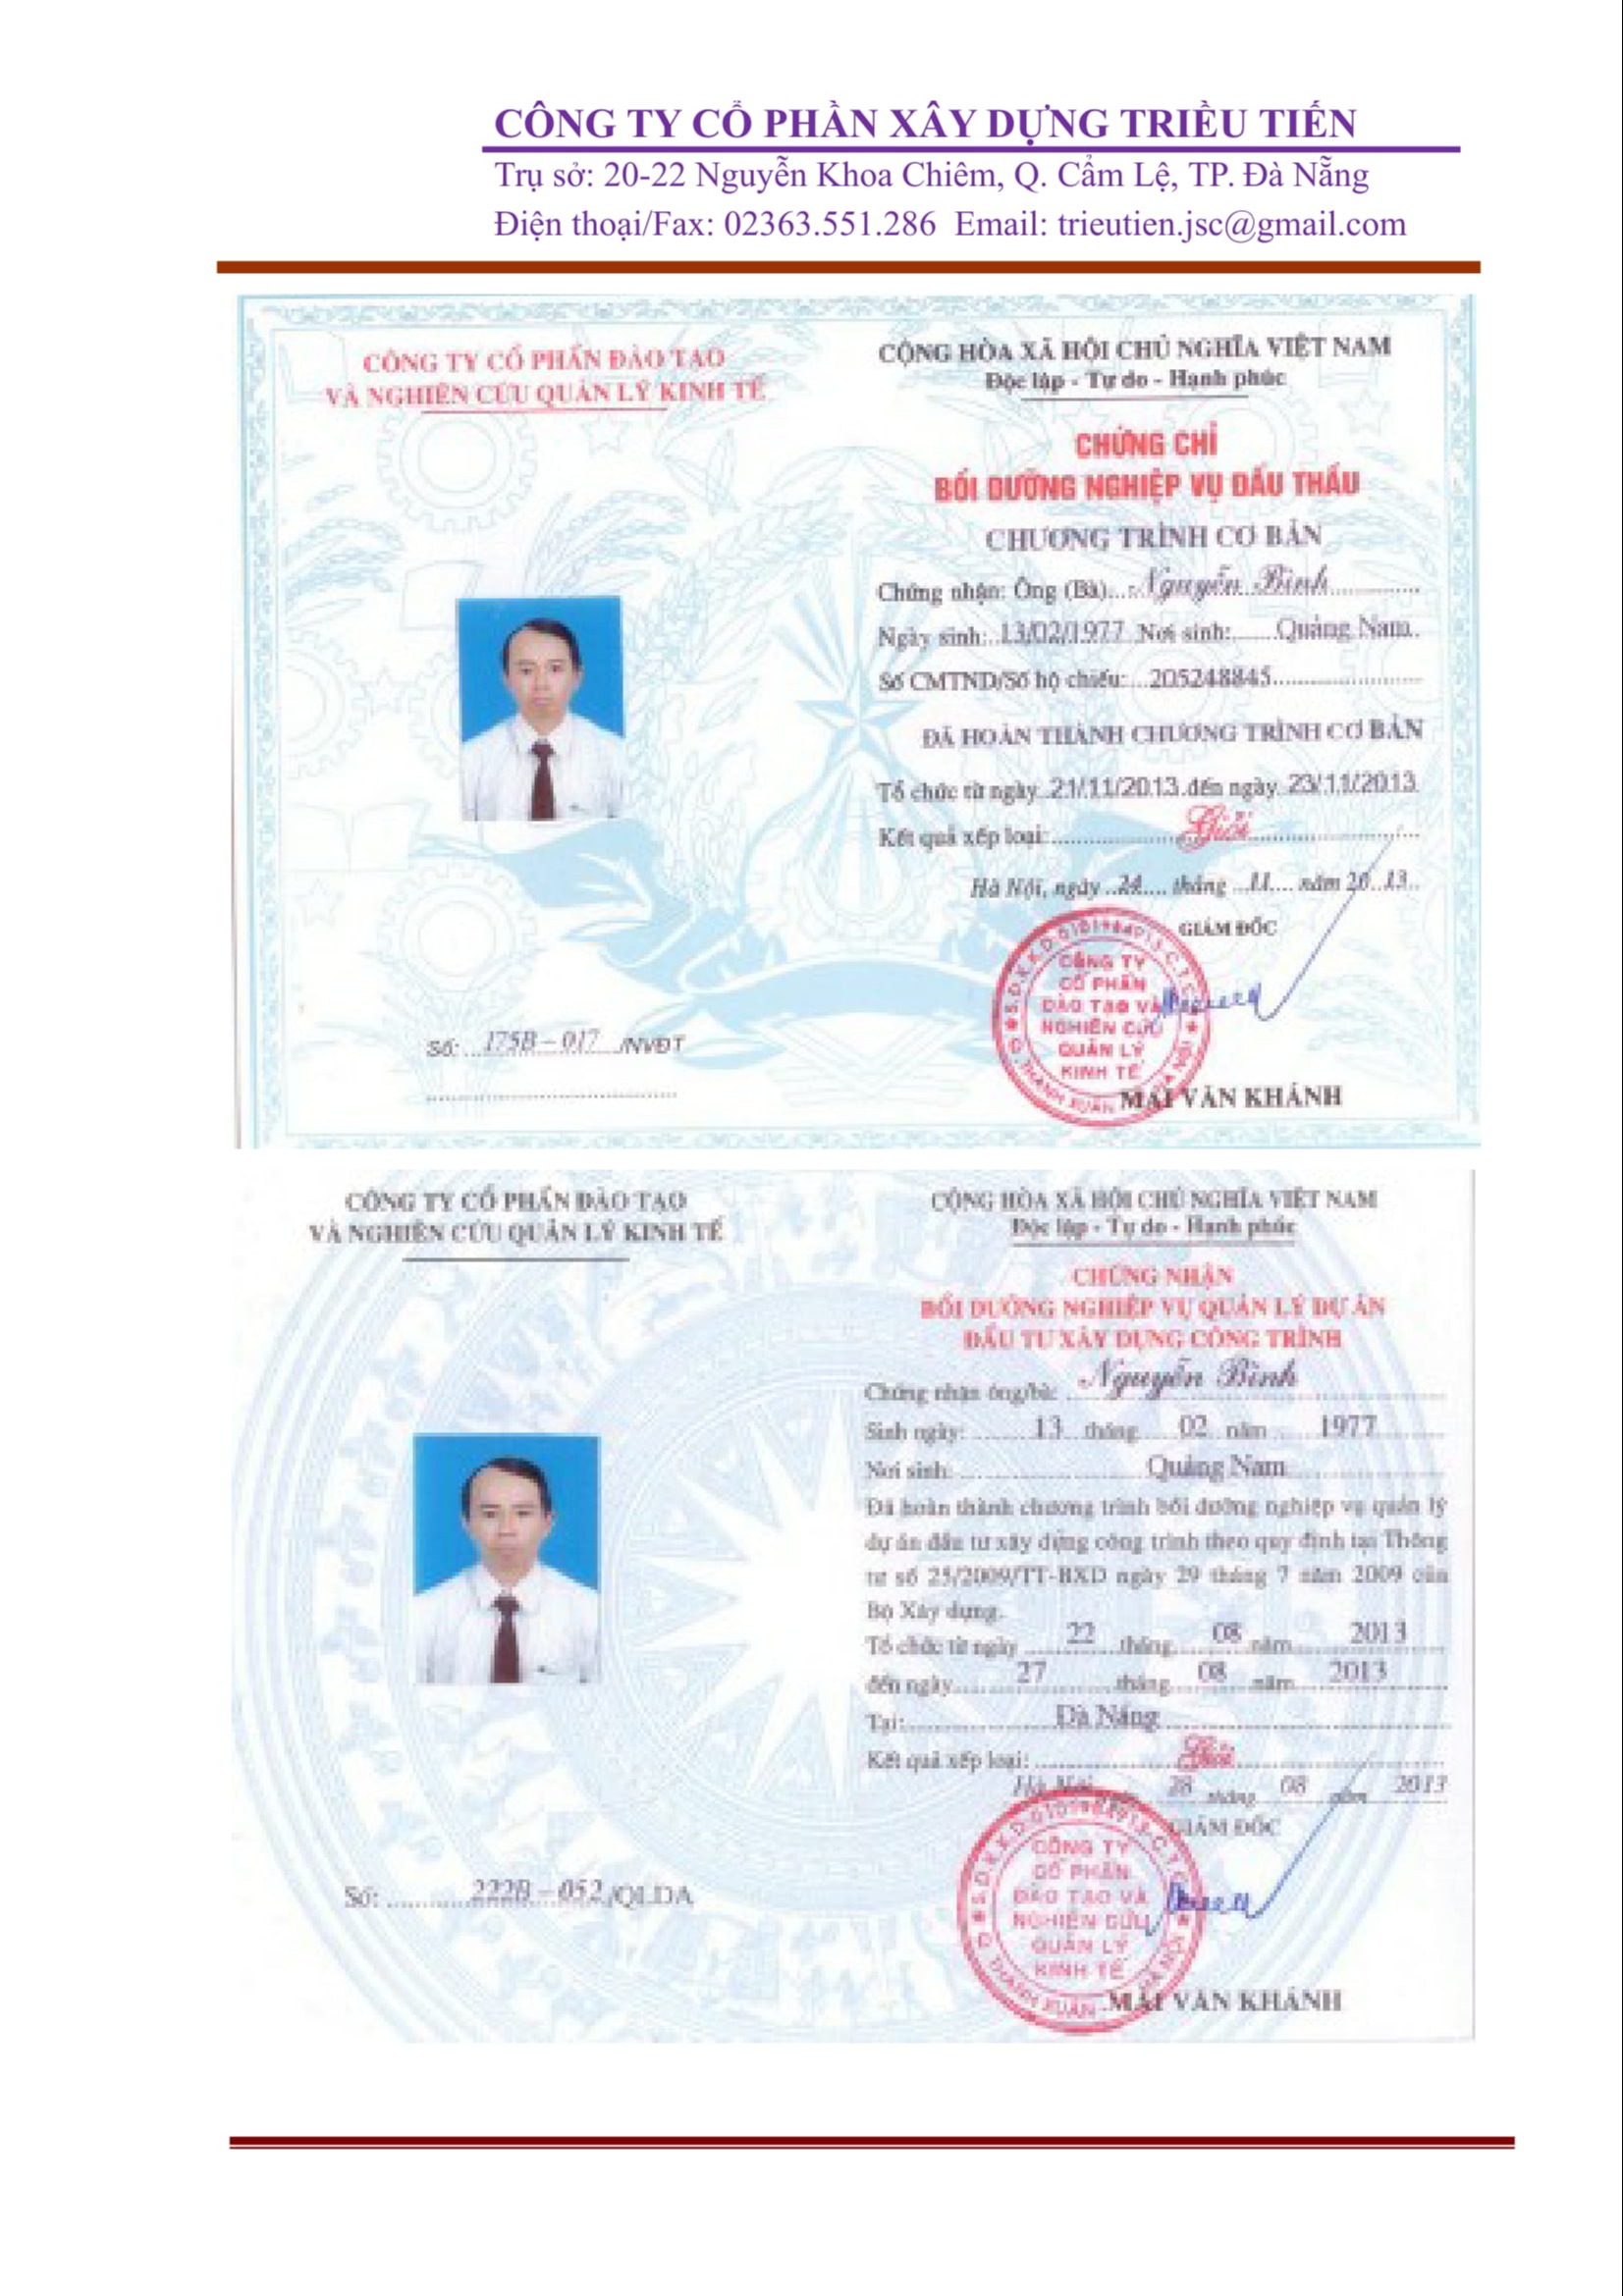 CÔNG TY CỔ PHẦN XÂY DỰNG TRIỀU TIẾN
Trụ sở: 20-22 Nguyễn Khoa Chiêm, Q. Cẩm Lệ, TP. Đà Nẵng
Điện thoại/Fax: 02363.551.286 Email: trieutien.jsc@gmail.com
CÔNG TY CỔ PHẦN ĐÀO TẠO
VÀ NGHIÊN CỨU QUẢN LÝ KINH TẾ
Số: 175B – 017 /NVĐT
CỘNG HÒA XÃ HỘI CHỦ NGHĨA VIỆT NAM
Độc lập - Tự do - Hạnh phúc
CHỨNG CHỈ
BỒI DƯỠNG NGHIỆP VỤ ĐẤU THẦU
CHƯƠNG TRÌNH CƠ BẢN
Chứng nhận: Ông (Bà) Nguyễn Bình
Ngày sinh: 13/02/1977 Nơi sinh: Quảng Nam
Số CMTND/Số hộ chiếu: 205248845
ĐÃ HOÀN THÀNH CHƯƠNG TRÌNH CƠ BẢN
Tổ chức từ ngày 21/11/2013 đến ngày 23/11/2013
Kết quả xếp loại: Giỏi
Hà Nội, ngày 24 tháng 11 năm 2013
GIÁM ĐỐC
CÔNG TY
CỔ PHẦN
ĐÀO TẠO VÀ
NGHIÊN CỨU
QUẢN LÝ
KINH TẾ
MAI VĂN KHÁNH
CÔNG TY CỔ PHẦN ĐÀO TẠO
VÀ NGHIÊN CỨU QUẢN LÝ KINH TẾ
Số: 222B – 052 /QLDA
CỘNG HÒA XÃ HỘI CHỦ NGHĨA VIỆT NAM
Độc lập - Tự do - Hạnh phúc
CHỨNG NHẬN
BỒI DƯỠNG NGHIỆP VỤ QUẢN LÝ DỰ ÁN
ĐẦU TƯ XÂY DỰNG CÔNG TRÌNH
Chứng nhận ông/bà: Nguyễn Bình
Sinh ngày: 13 tháng 02 năm 1977
Nơi sinh: Quảng Nam
Đã hoàn thành chương trình bồi dưỡng nghiệp vụ quản lý
dự án đầu tư xây dựng công trình theo quy định tại Thông
tư số 25/2009/TT-BXD ngày 29 tháng 7 năm 2009 của
Bộ Xây dựng.
Tổ chức từ ngày 22 tháng 08 năm 2013
đến ngày 27 tháng 08 năm 2013
Tại: Đà Nẵng
Kết quả xếp loại: Giỏi
Hà Nội, ngày 28 tháng 08 năm 2013
GIÁM ĐỐC
CÔNG TY
CỔ PHẦN
ĐÀO TẠO VÀ
NGHIÊN CỨU
QUẢN LÝ
KINH TẾ
MAI VĂN KHÁNH